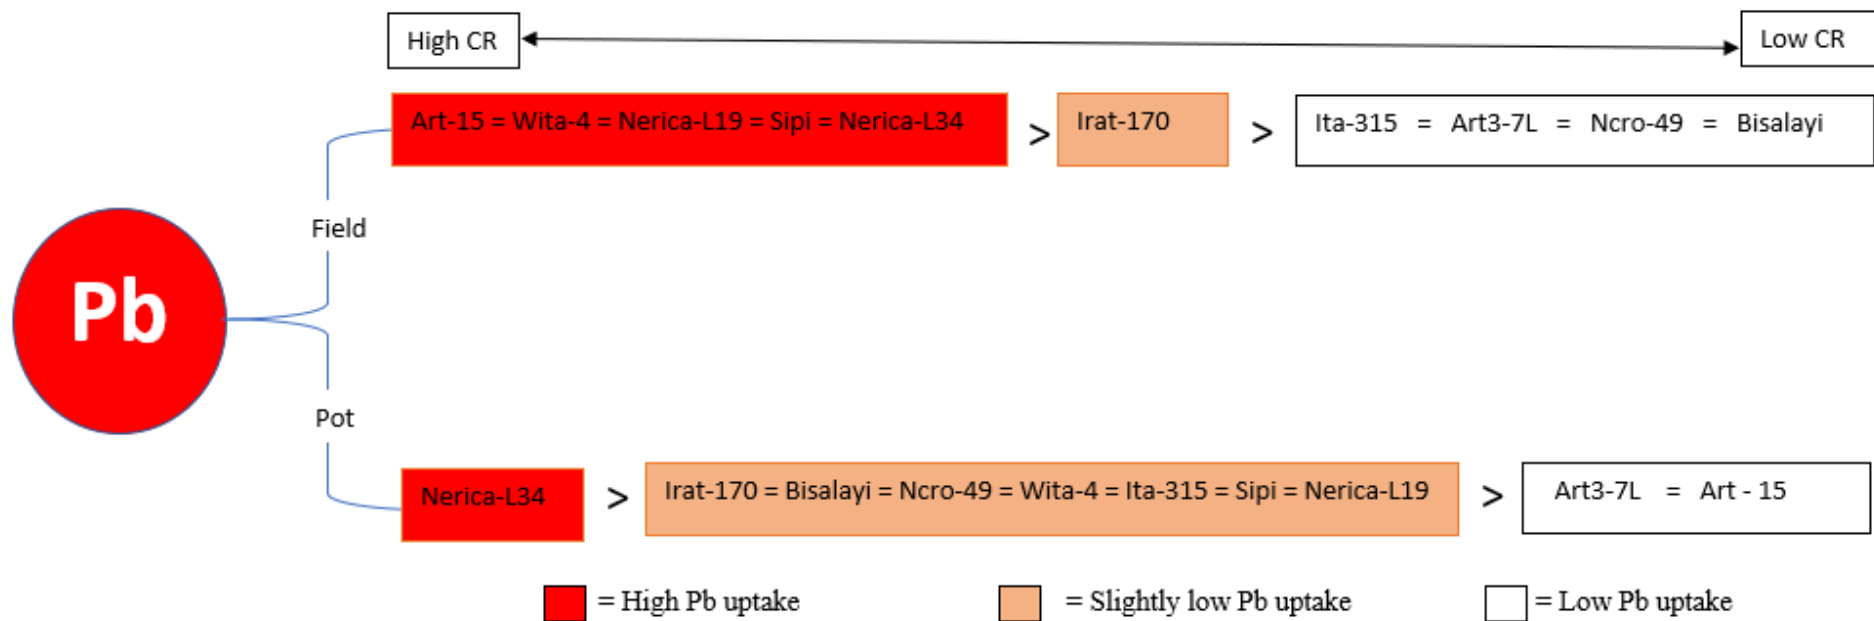 High CR
Low CR
Art-15 = Wita-4 = Nerica-L19 = Sipi = Nerica-L34 > Irat-170 > Ita-315 = Art3-7L = Ncro-49 = Bisalayi
Field
Pb
Pot
Nerica-L34 > Irat-170 = Bisalayi = Ncro-49 = Wita-4 = Ita-315 = Sipi = Nerica-L19 > Art3-7L = Art - 15
= High Pb uptake
= Slightly low Pb uptake
= Low Pb uptake